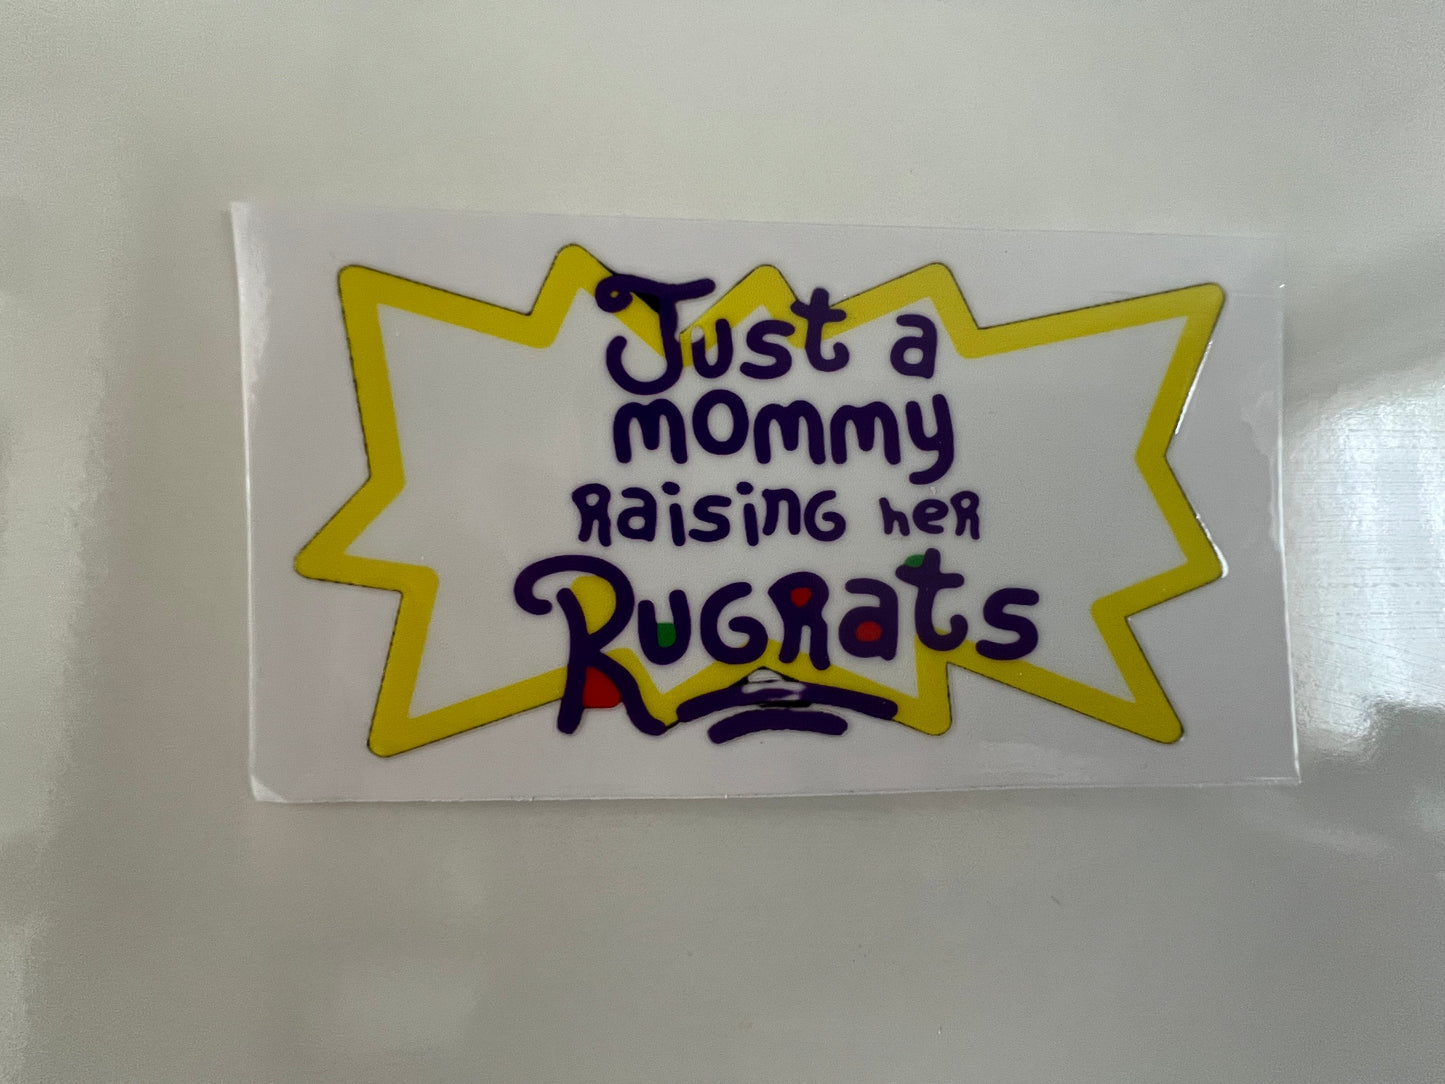 Just a
mommy
Raising heR
RugRats